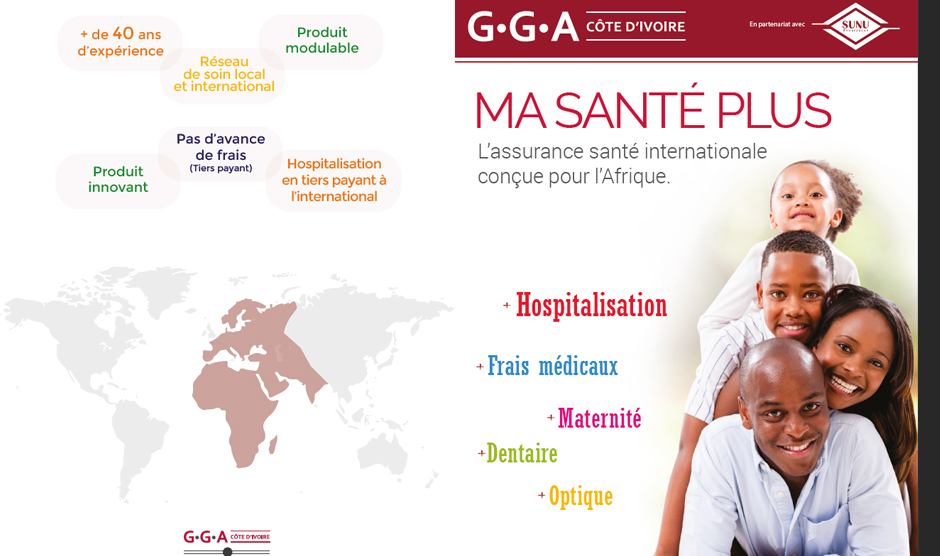 + de 40 ans
d'expérience
Réseau
de soin local
et international
Produit
modulable
Produit
innovant
Pas d'avance
de frais
(Tiers payant)
Hospitalisation
en tiers payant à
l'international
G•G•A CÔTE D'IVOIRE
G•G•A CÔTE D'IVOIRE
En partenariat avec
SUNU
MA SANTÉ PLUS
L'assurance santé internationale
conçue pour l'Afrique.
+ Hospitalisation
+ Frais médicaux
+ Maternité
+ Dentaire
+ Optique